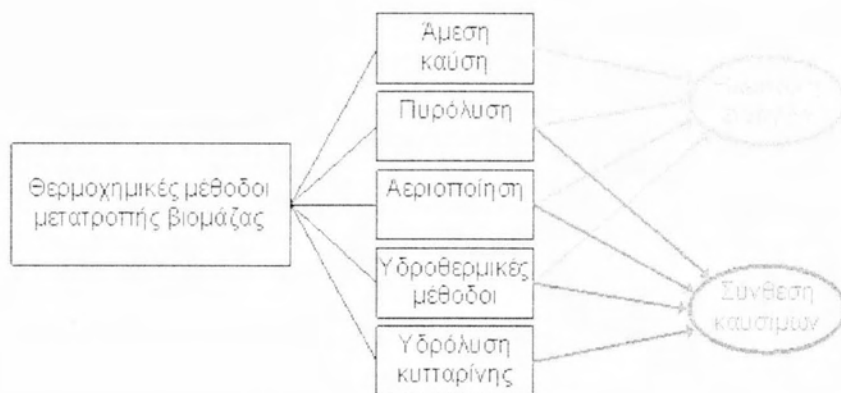 Άμεση
καύση
Πυρόλυση
Θερμοχημικές μέθοδοι
μετατροπής βιομάζας
Αεριοποίηση
Υδροθερμικές
μέθοδοι
Υδρόλυση
κυτταρίνης
Σύνθεση
καυσίμων